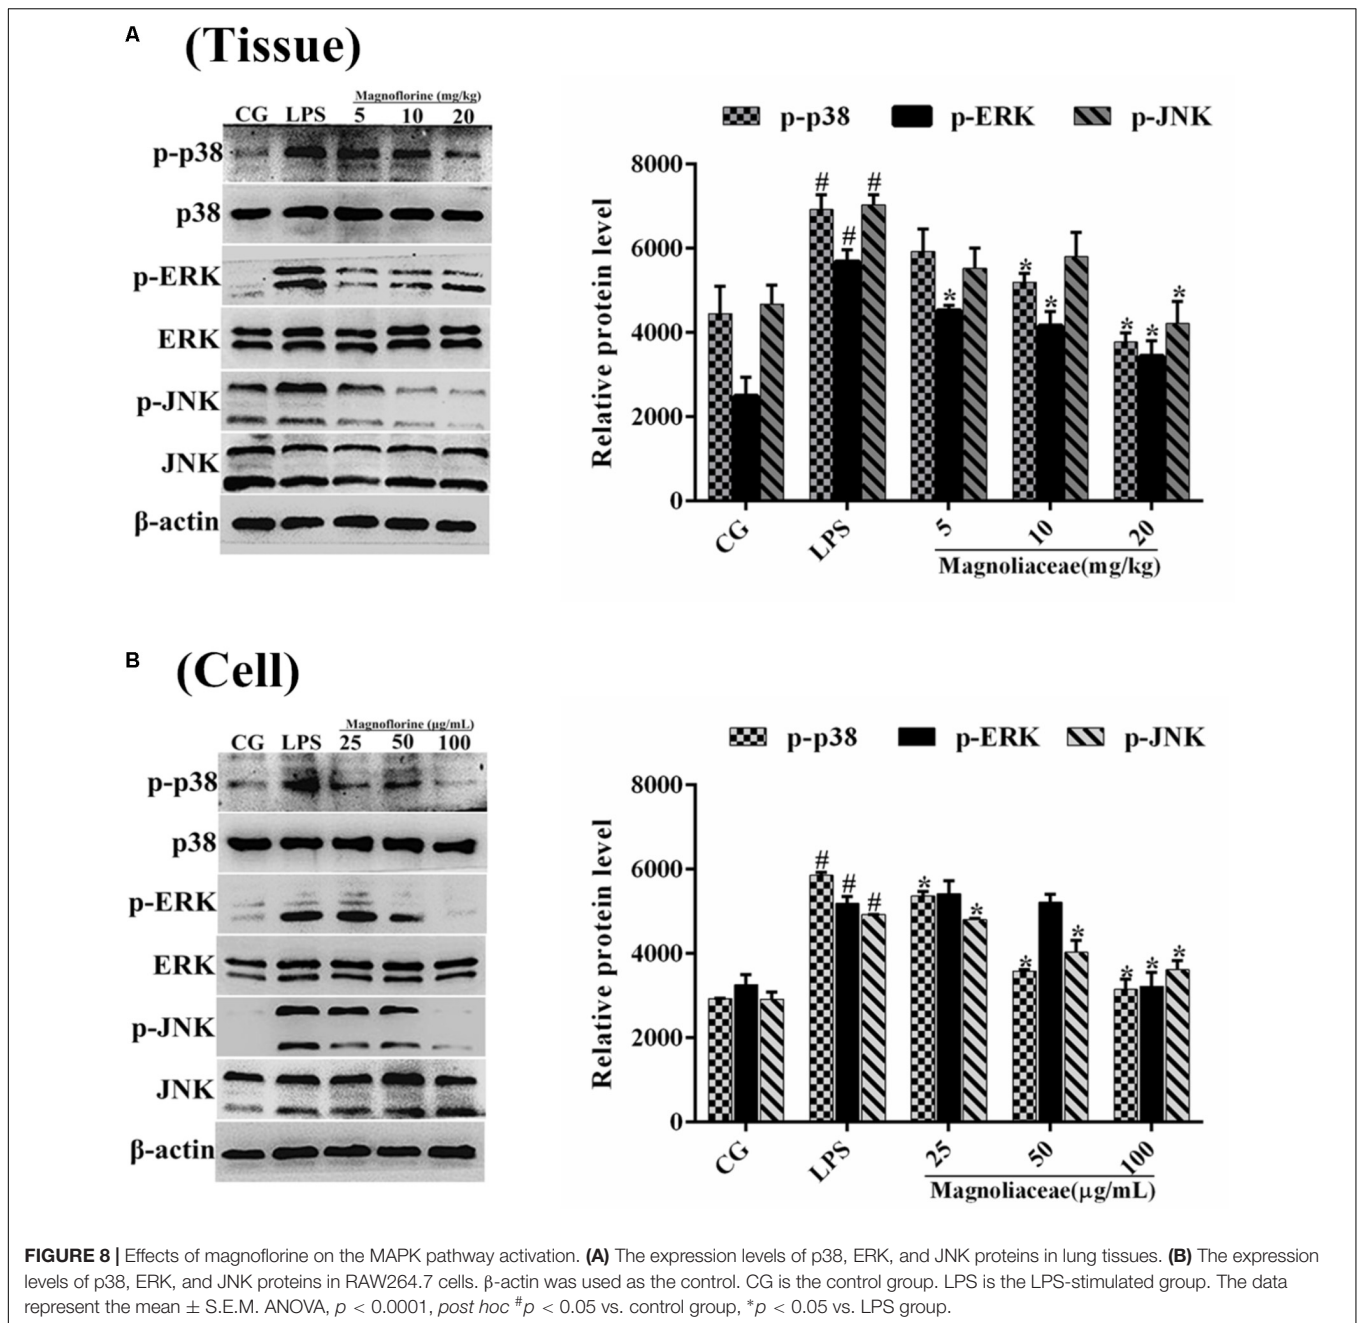 A (Tissue)
Magnoflorine (mg/kg)
CG LPS 5 10 20
p-p38
p38
p-ERK
ERK
p-JNK
JNK
β-actin
p-p38 p-ERK p-JNK
Relative protein level
8000
6000
4000
2000
0
# # #
* * * * * * *
CG LPS 5 10 20
Magnoliaceae(mg/kg)
B (Cell)
Magnoflorine (μg/mL)
CG LPS 25 50 100
p-p38
p38
p-ERK
ERK
p-JNK
JNK
β-actin
p-p38 p-ERK p-JNK
Relative protein level
8000
6000
4000
2000
0
# # #
* * * * * * *
CG LPS 25 50 100
Magnoliaceae(μg/mL)
FIGURE 8 | Effects of magnoflorine on the MAPK pathway activation. (A) The expression levels of p38, ERK, and JNK proteins in lung tissues. (B) The expression
levels of p38, ERK, and JNK proteins in RAW264.7 cells. β-actin was used as the control. CG is the control group. LPS is the LPS-stimulated group. The data
represent the mean ± S.E.M. ANOVA, p < 0.0001, post hoc #p < 0.05 vs. control group, *p < 0.05 vs. LPS group.